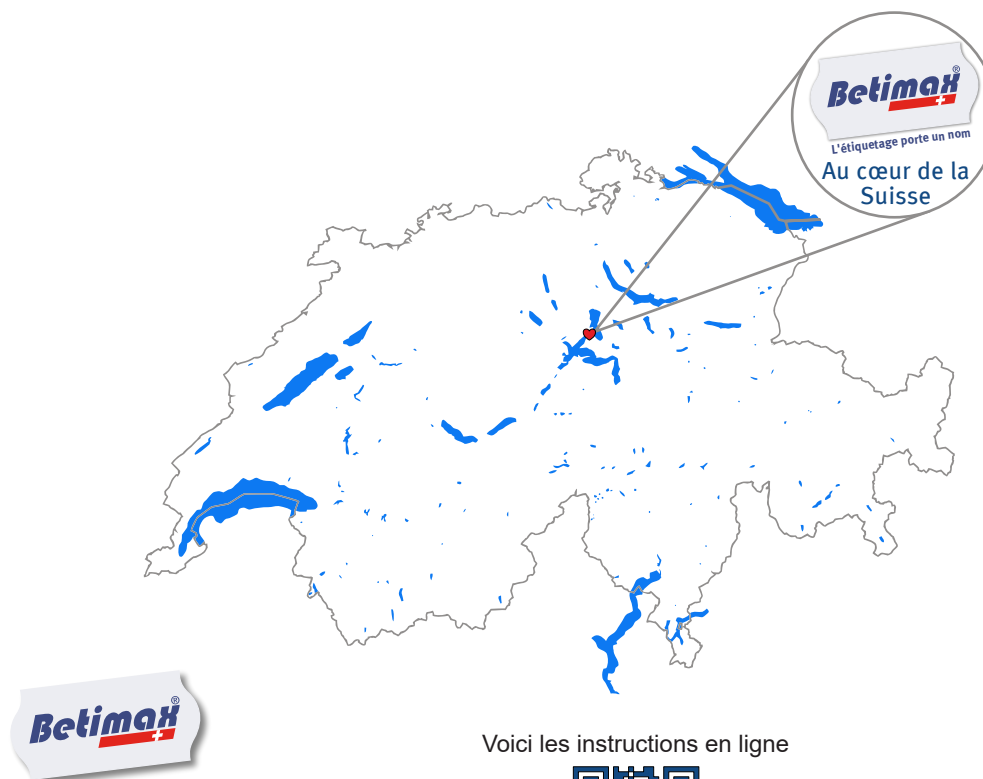 Betimax®
L'étiquetage porte un nom
Au cœur de la
Suisse
Betimax®
Voici les instructions en ligne